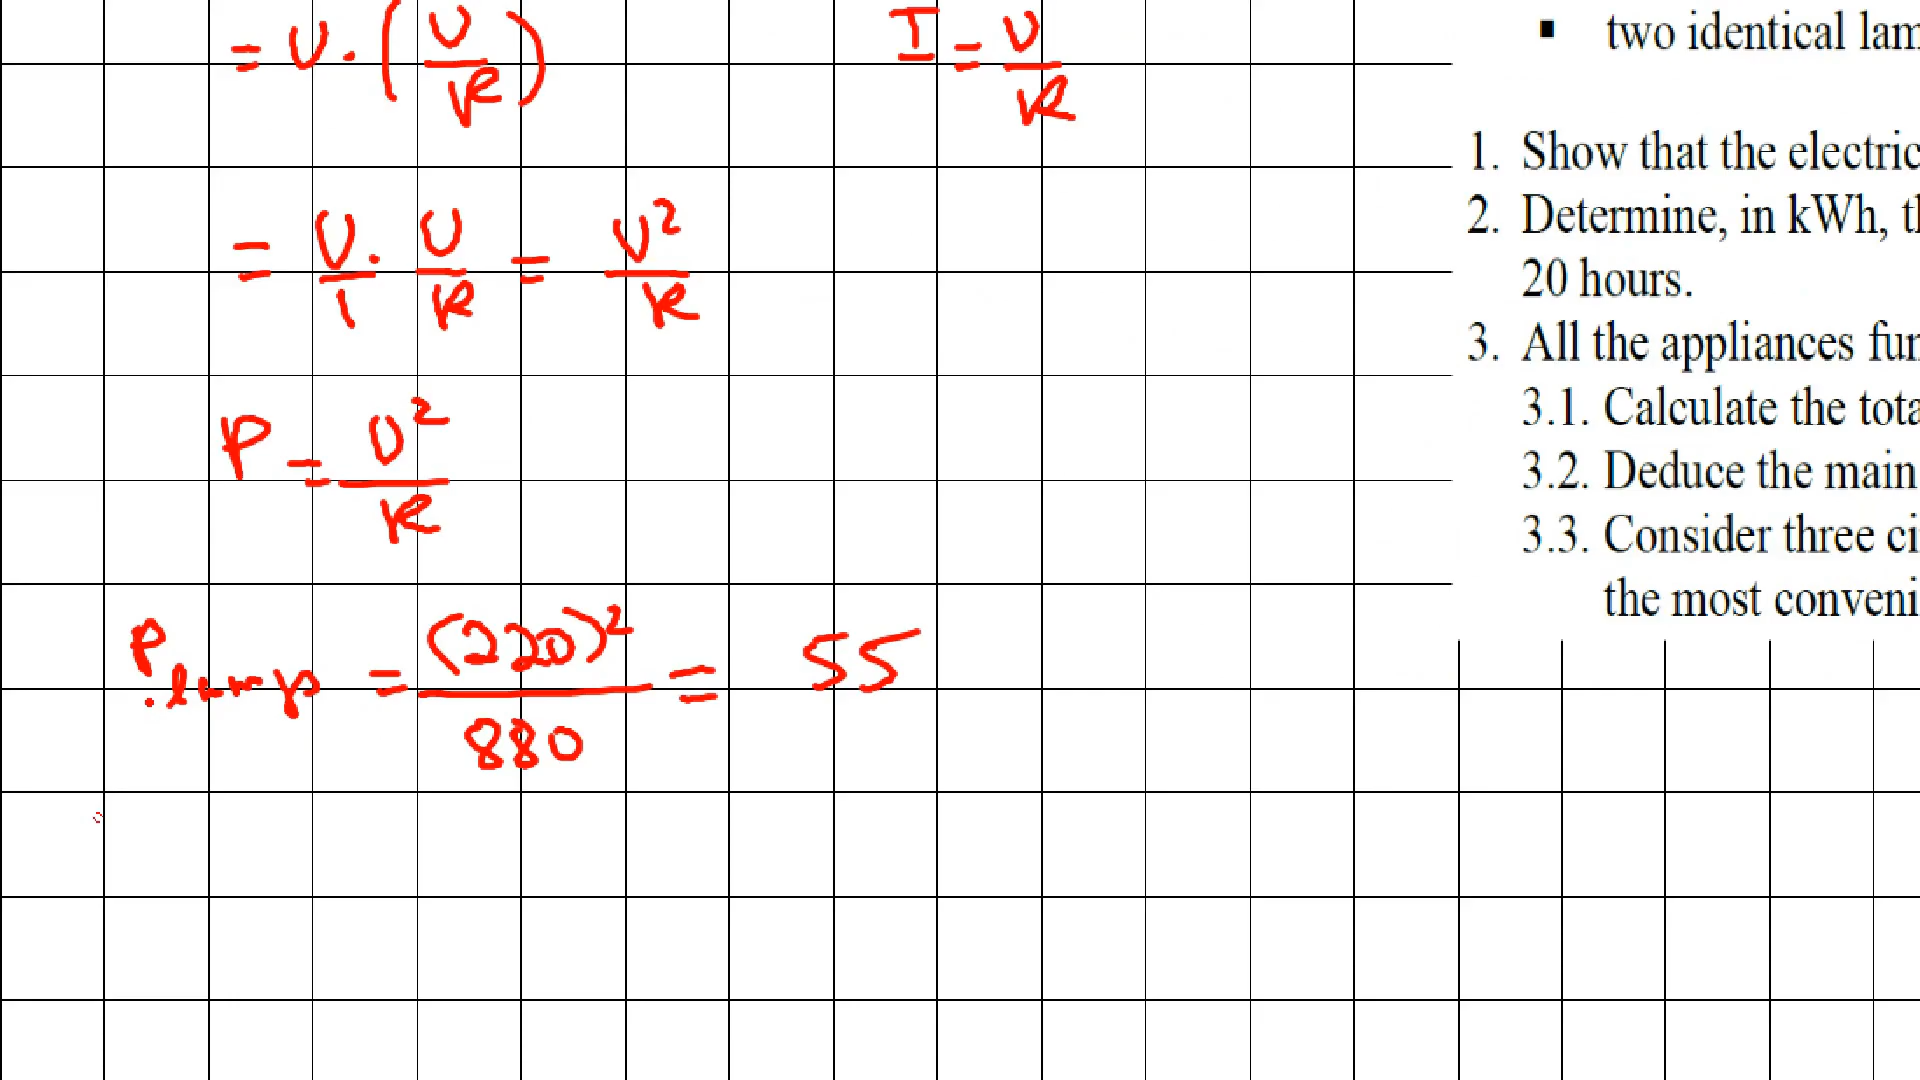 = U. (U/R)
I = U/R
= U/1 . U/R = U²/R
P = U²/R
P lamp = (220)²/880 = 55
▪ two identical lam
1. Show that the electric
2. Determine, in kWh, th
20 hours.
3. All the appliances fun
3.1. Calculate the tota
3.2. Deduce the main
3.3. Consider three ci
the most conveni